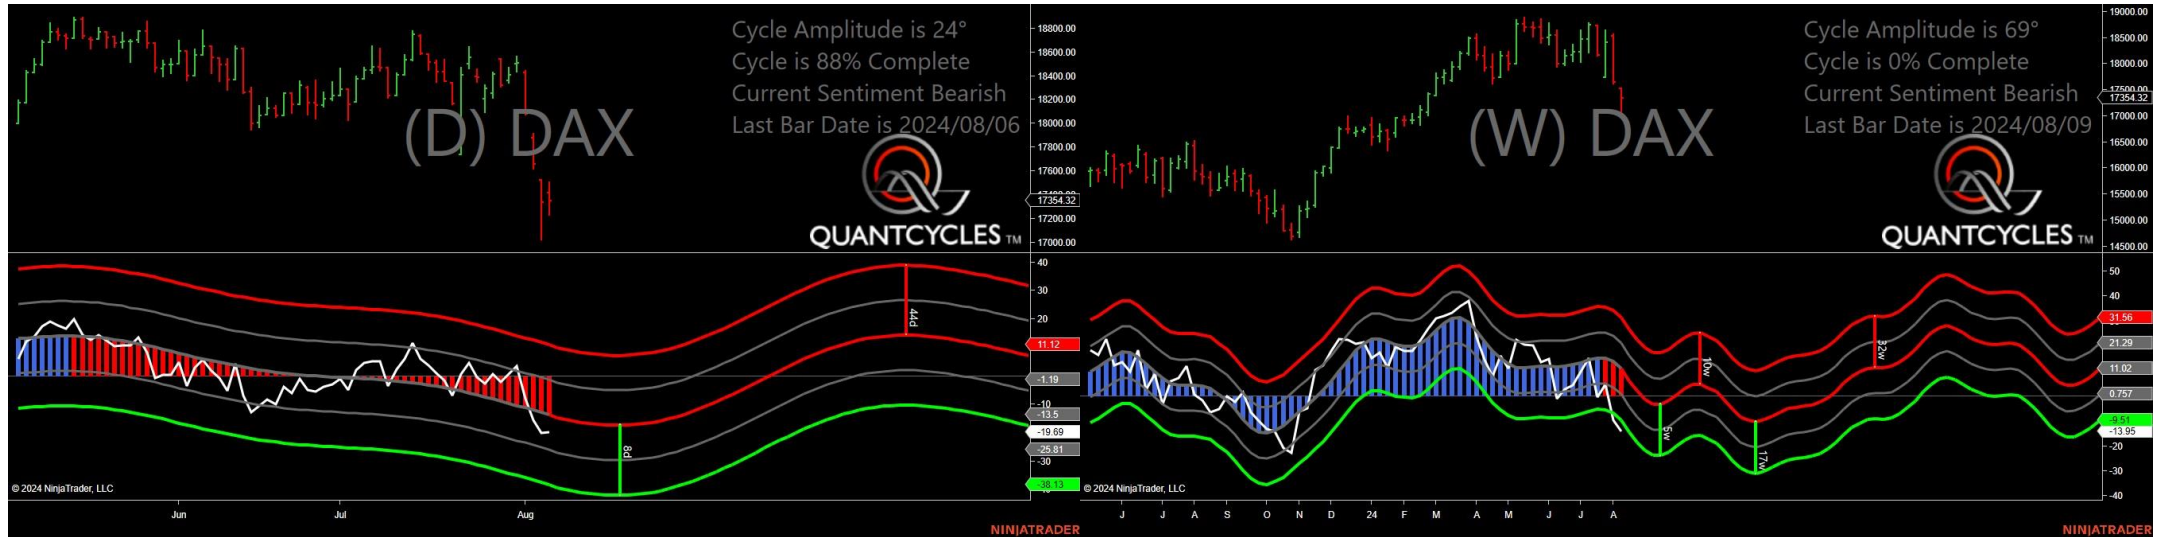 Cycle Amplitude is 24°
Cycle is 88% Complete
Current Sentiment Bearish
Last Bar Date is 2024/08/06
(D) DAX
QUANTCYCLES TM
18800.00
18400.00
18200.00
18000.00
17800.00
17600.00
17354.32
17200.00
17000.00
40
30
20
11.12
-1.19
-10
-13.5
-19.69
-25.81
-30
-38.13
44d
8d
© 2024 NinjaTrader, LLC
Jun Jul Aug
NINJATRADER
Cycle Amplitude is 69°
Cycle is 0% Complete
Current Sentiment Bearish
Last Bar Date is 2024/08/09
(W) DAX
QUANTCYCLES TM
19000.00
18500.00
18000.00
17500.00
17354.32
17000.00
16500.00
16000.00
15500.00
15000.00
14500.00
50
40
31.56
21.29
11.02
0.757
-9.51
-13.95
-20
-30
-40
10w
32w
17w
© 2024 NinjaTrader, LLC
J J A S O N D 24 F M A M J J A
NINJATRADER